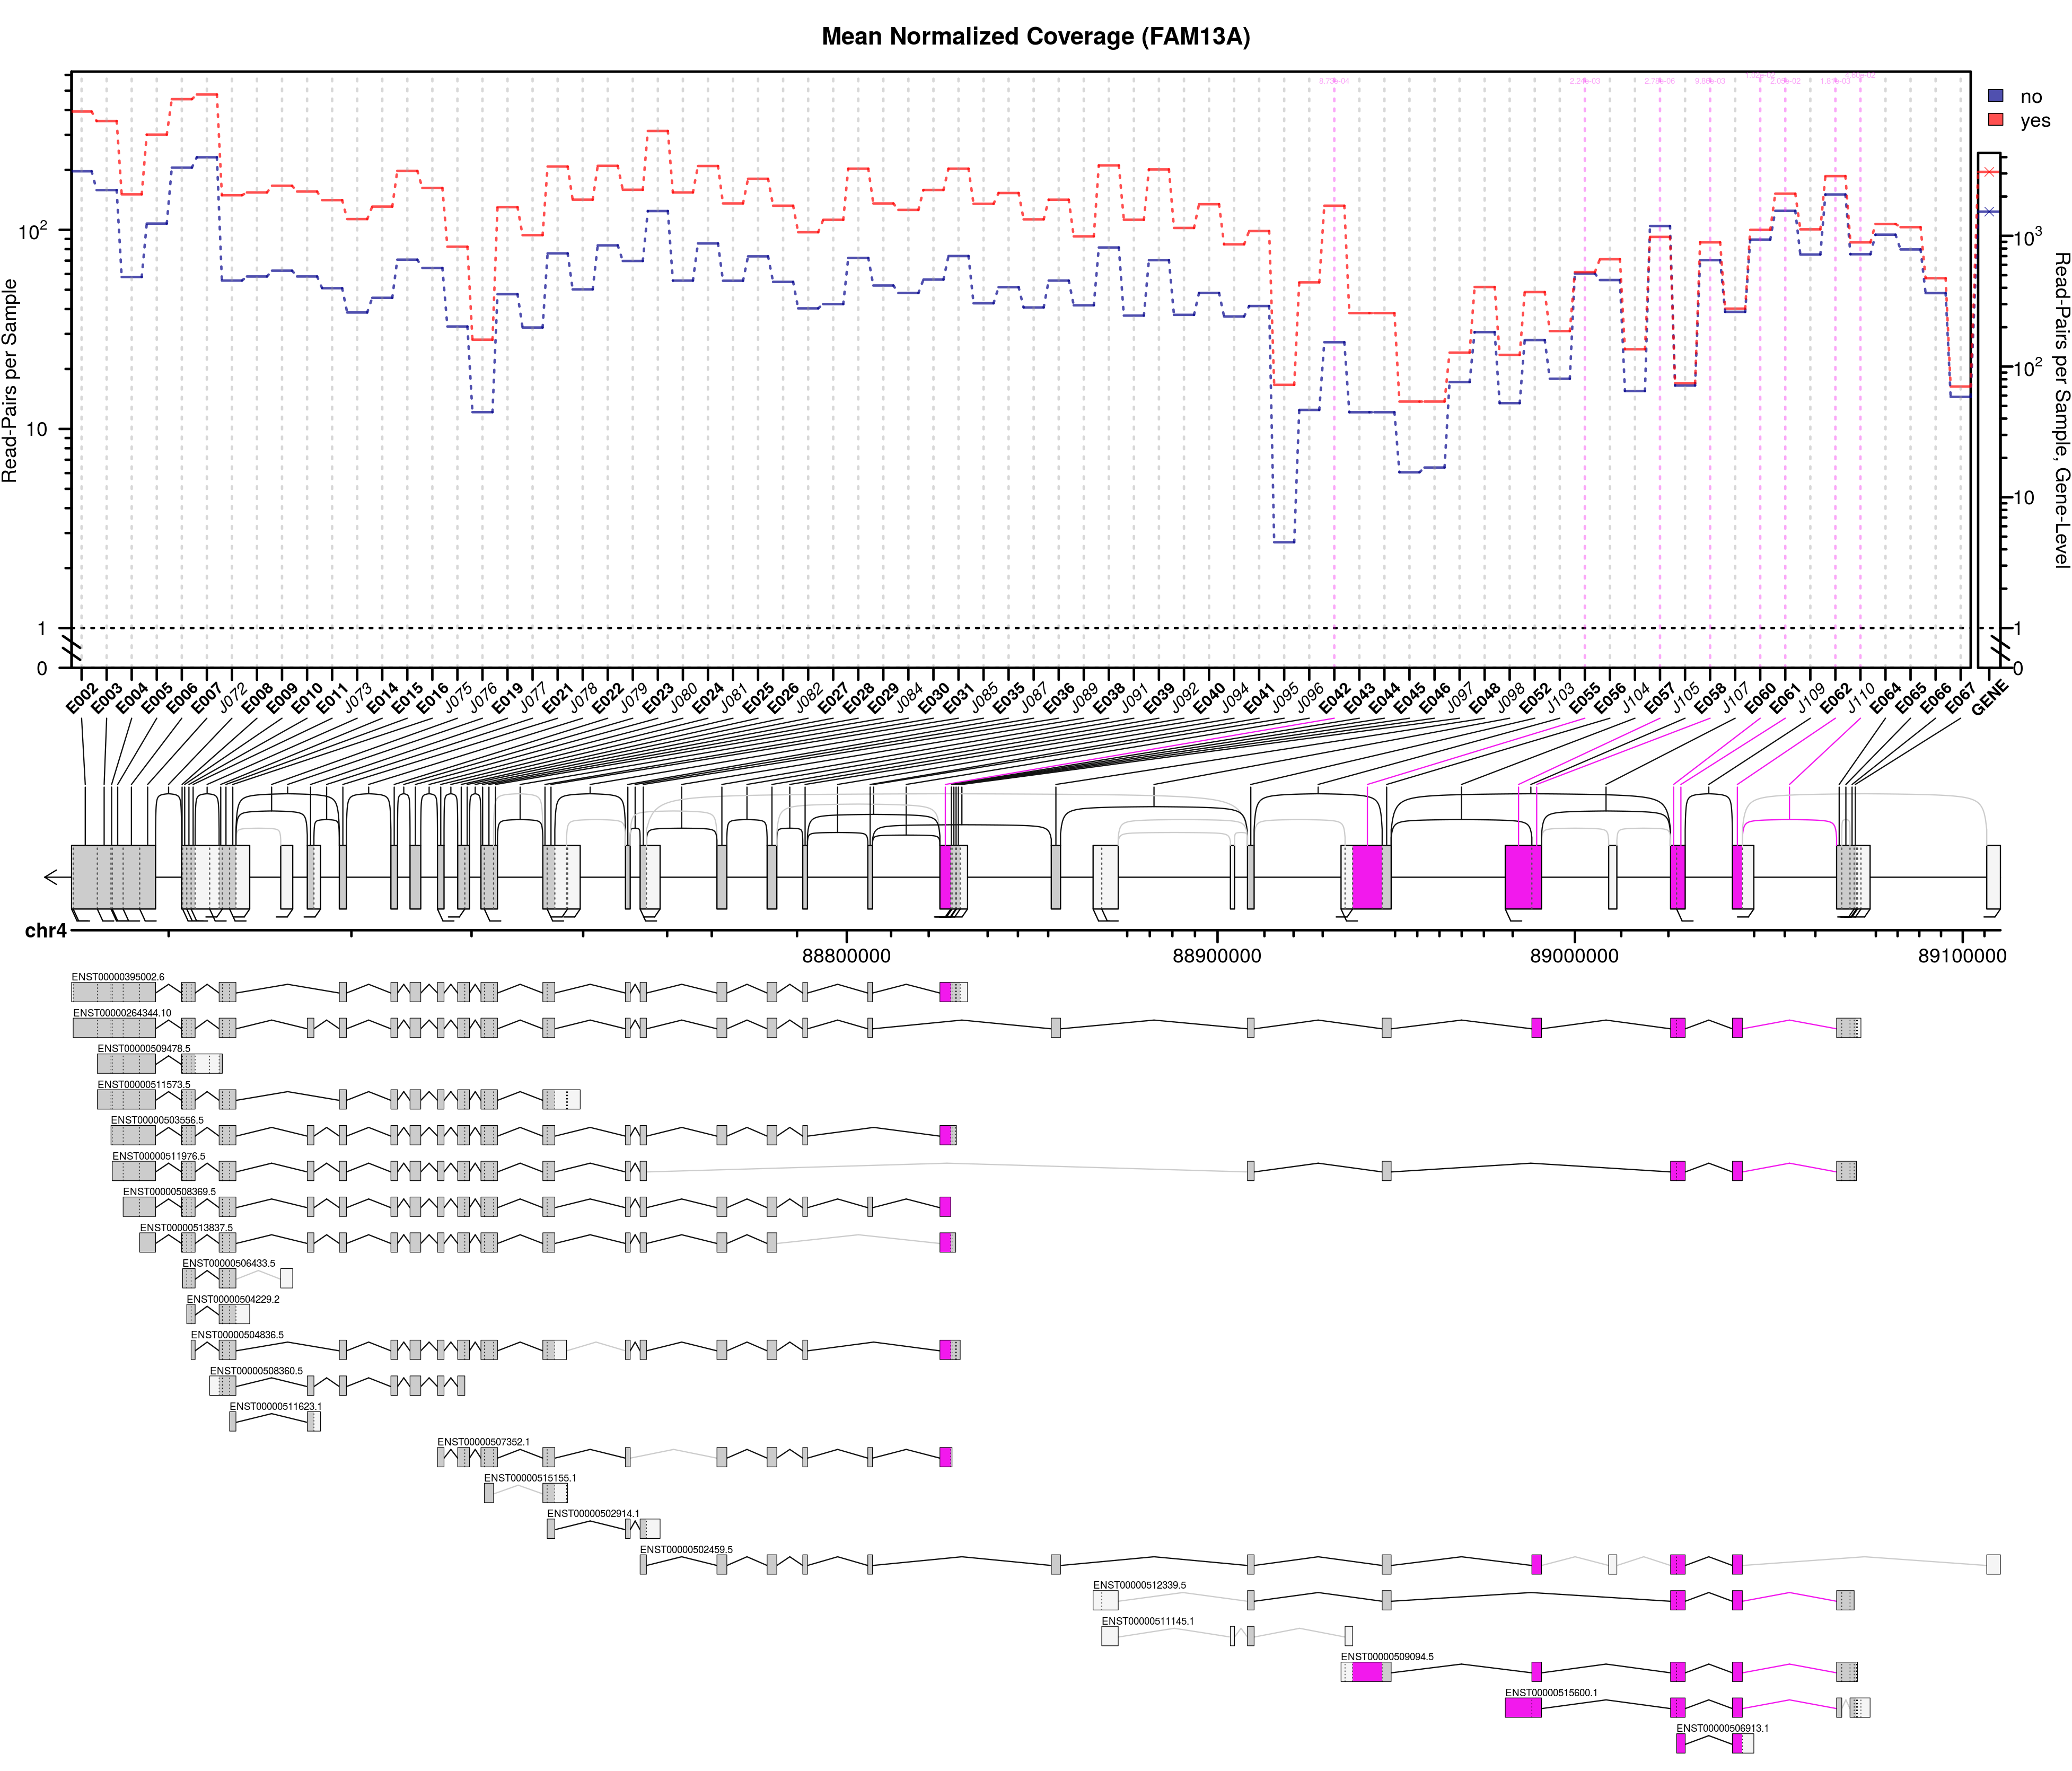 Mean Normalized Coverage (FAM13A)
no
yes
Read-Pairs per Sample
10²
10
1
0
Read-Pairs per Sample, Gene-Level
10³
10²
10
1
0
E002 E003 E004 E005 E006 E007 J072 E008 E009 E010 E011 J073 E014 E015 E016 J075 J076 E019 J077 E021 J078 E022 J079 E023 J080 E024 J081 E025 E026 J082 E027 E028 E029 J084 E030 E031 J085 E035 J087 E036 J089 E038 J091 E039 J092 E040 J094 E041 J095 J096 E042 E043 E044 E045 E046 J097 E048 J098 E052 J103 E055 E056 J104 E057 J105 E058 J107 E060 E061 J109 E062 J110 E064 E065 E066 E067 GENE
chr4
88800000 88900000 89000000 89100000
ENST00000395002.6
ENST00000264344.10
ENST00000509478.5
ENST00000511573.5
ENST00000503556.5
ENST00000511976.5
ENST00000508369.5
ENST00000513837.5
ENST00000506433.5
ENST00000504229.2
ENST00000504836.5
ENST00000508360.5
ENST00000511623.1
ENST00000507352.1
ENST00000515155.1
ENST00000502914.1
ENST00000502459.5
ENST00000512339.5
ENST00000511145.1
ENST00000509094.5
ENST00000515600.1
ENST00000506913.1